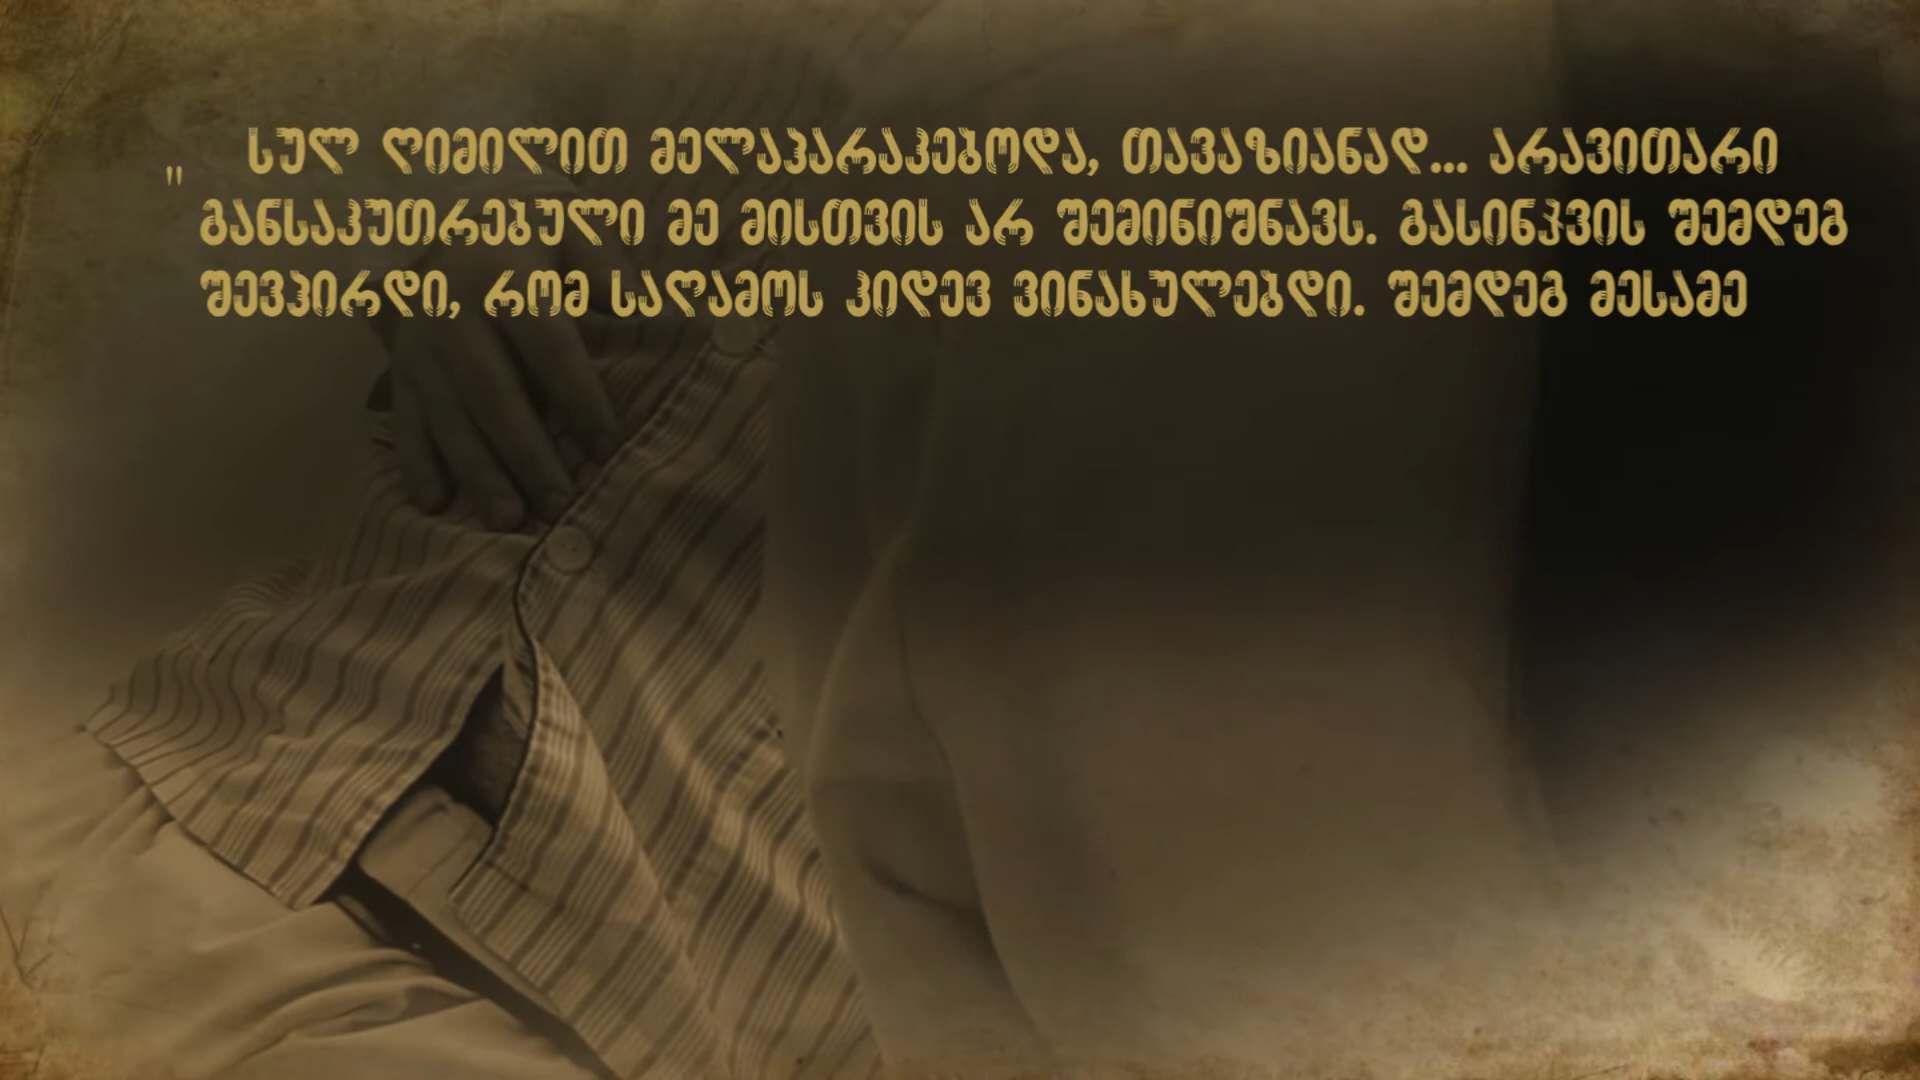 " სულ ღიმილით მელაპარაკებოდა, თავაზიანად... არავითარი
განსაკუთრებული მე მისთვის არ შემინიშნავს. გასინჯვის შემდეგ
შევპირდი, რომ საღამოს კიდევ ვინახულებდი. შემდეგ მესამე